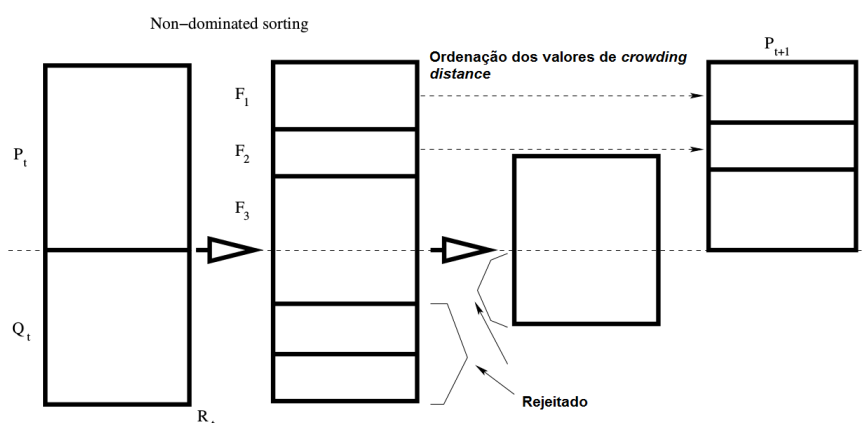 Non-dominated sorting
Ordenação dos valores de crowding
distance
P t+1
F 1
P t
F 2
F 3
Q t
Rejeitado
R